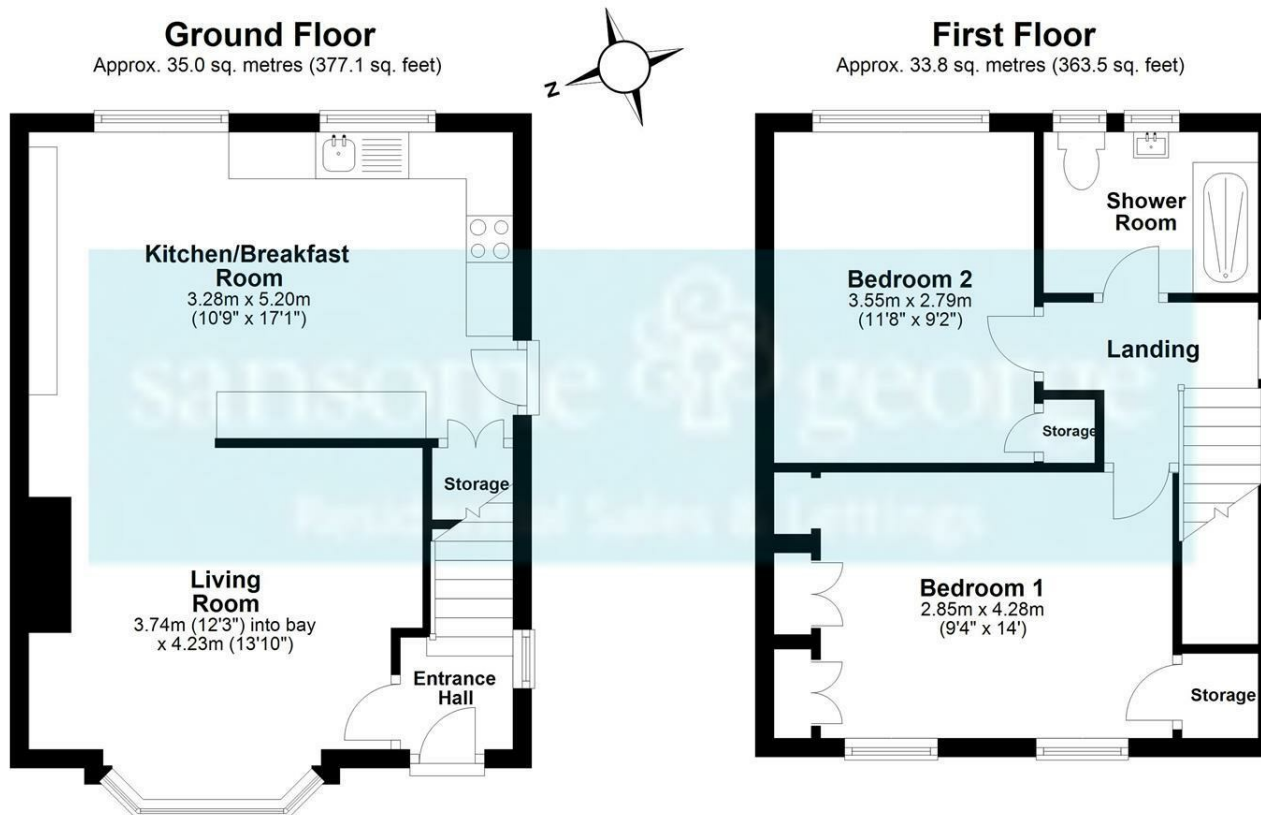 Ground Floor
Approx. 35.0 sq. metres (377.1 sq. feet)
First Floor
Approx. 33.8 sq. metres (363.5 sq. feet)
N
Kitchen/Breakfast
Room
3.28m x 5.20m
(10'9" x 17'1")
Storage
Living
Room
3.74m (12'3") into bay
x 4.23m (13'10")
Entrance
Hall
Shower
Room
Bedroom 2
3.55m x 2.79m
(11'8" x 9'2")
Landing
Storage
Bedroom 1
2.85m x 4.28m
(9'4" x 14')
Storage
sansome george
Residential Sales & Lettings